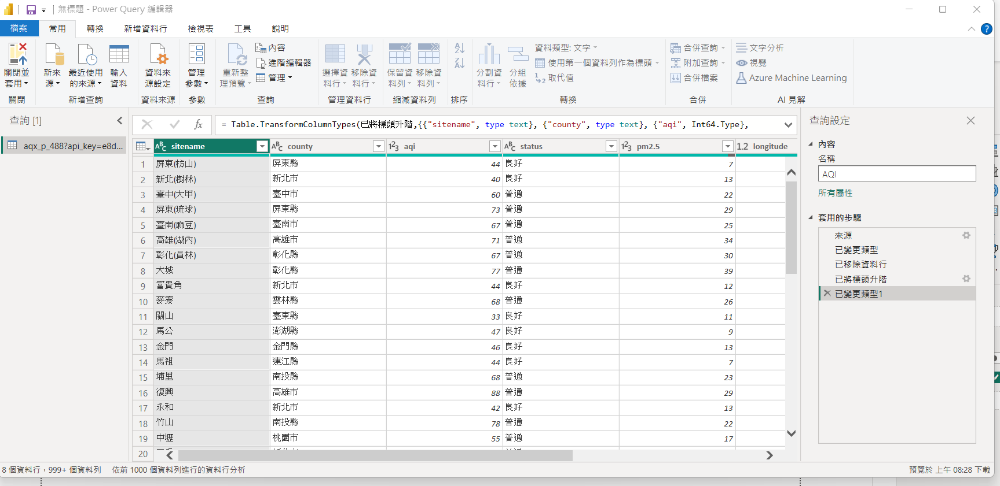 無標題 - Power Query 編輯器
檔案 常用 轉換 新增資料行 檢視表 工具 說明
關閉並套用 新來源 最近使用的來源 輸入資料 資料來源設定 管理參數 重新整理預覽 內容 進階編輯器 管理 選擇資料行 移除資料行 保留資料列 移除資料列 分割資料行 分組依據 資料類型: 文字 使用第一個資料列作為標頭 取代值 合併查詢 附加查詢 合併檔案 文字分析 視覺 Azure Machine Learning
關閉 新增查詢 資料來源 參數 查詢 管理資料行 縮減資料列 排序 轉換 合併 AI 見解
查詢 [1]
aqx_p_488?api_key=e8d...
= Table.TransformColumnTypes(已將標頭升階,{{"sitename", type text}, {"county", type text}, {"aqi", Int64.Type},
sitename county aqi status pm2.5 1.2 longitude
1 屏東(枋山) 屏東縣 44 良好 7
2 新北(樹林) 新北市 40 良好 13
3 臺中(大甲) 臺中市 60 普通 22
4 屏東(琉球) 屏東縣 73 普通 29
5 臺南(麻豆) 臺南市 67 普通 25
6 高雄(湖內) 高雄市 71 普通 34
7 彰化(員林) 彰化縣 67 普通 30
8 大城 彰化縣 77 普通 39
9 富貴角 新北市 44 良好 12
10 麥寮 雲林縣 68 普通 26
11 關山 臺東縣 33 良好 11
12 馬公 澎湖縣 47 良好 9
13 金門 金門縣 46 良好 13
14 馬祖 連江縣 44 良好 7
15 埔里 南投縣 68 普通 23
16 復興 高雄市 88 普通 29
17 永和 新北市 42 良好 13
18 竹山 南投縣 78 普通 22
19 中壢 桃園市 55 普通 17
20
查詢設定
內容
名稱
AQI
所有屬性
套用的步驟
來源
已變更類型
已移除資料行
已將標頭升階
已變更類型1
8 個資料行，999+ 個資料列 依前 1000 個資料列進行的資料行分析 預覽於 上午 08:28 下載